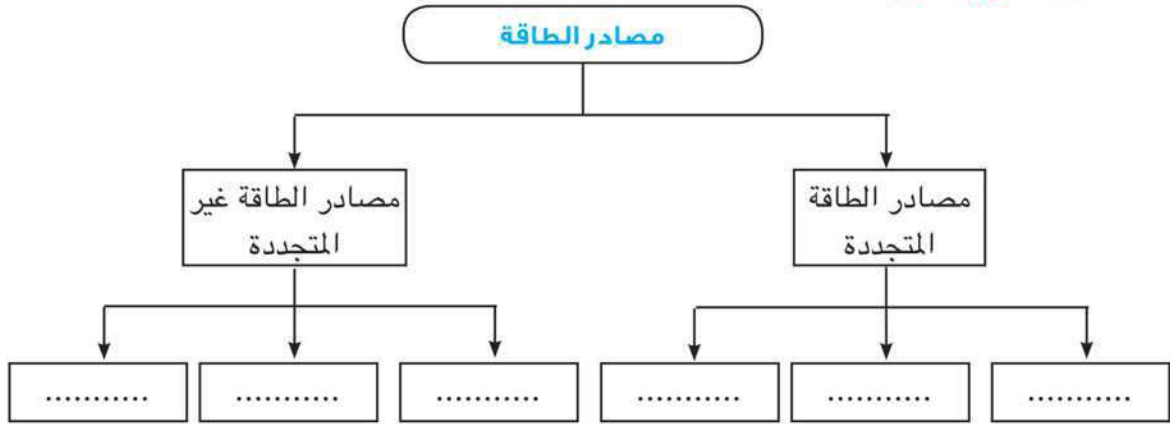 مصادر الطاقة
مصادر الطاقة
المتجددة
مصادر الطاقة غير
المتجددة
...........
...........
...........
...........
...........
...........